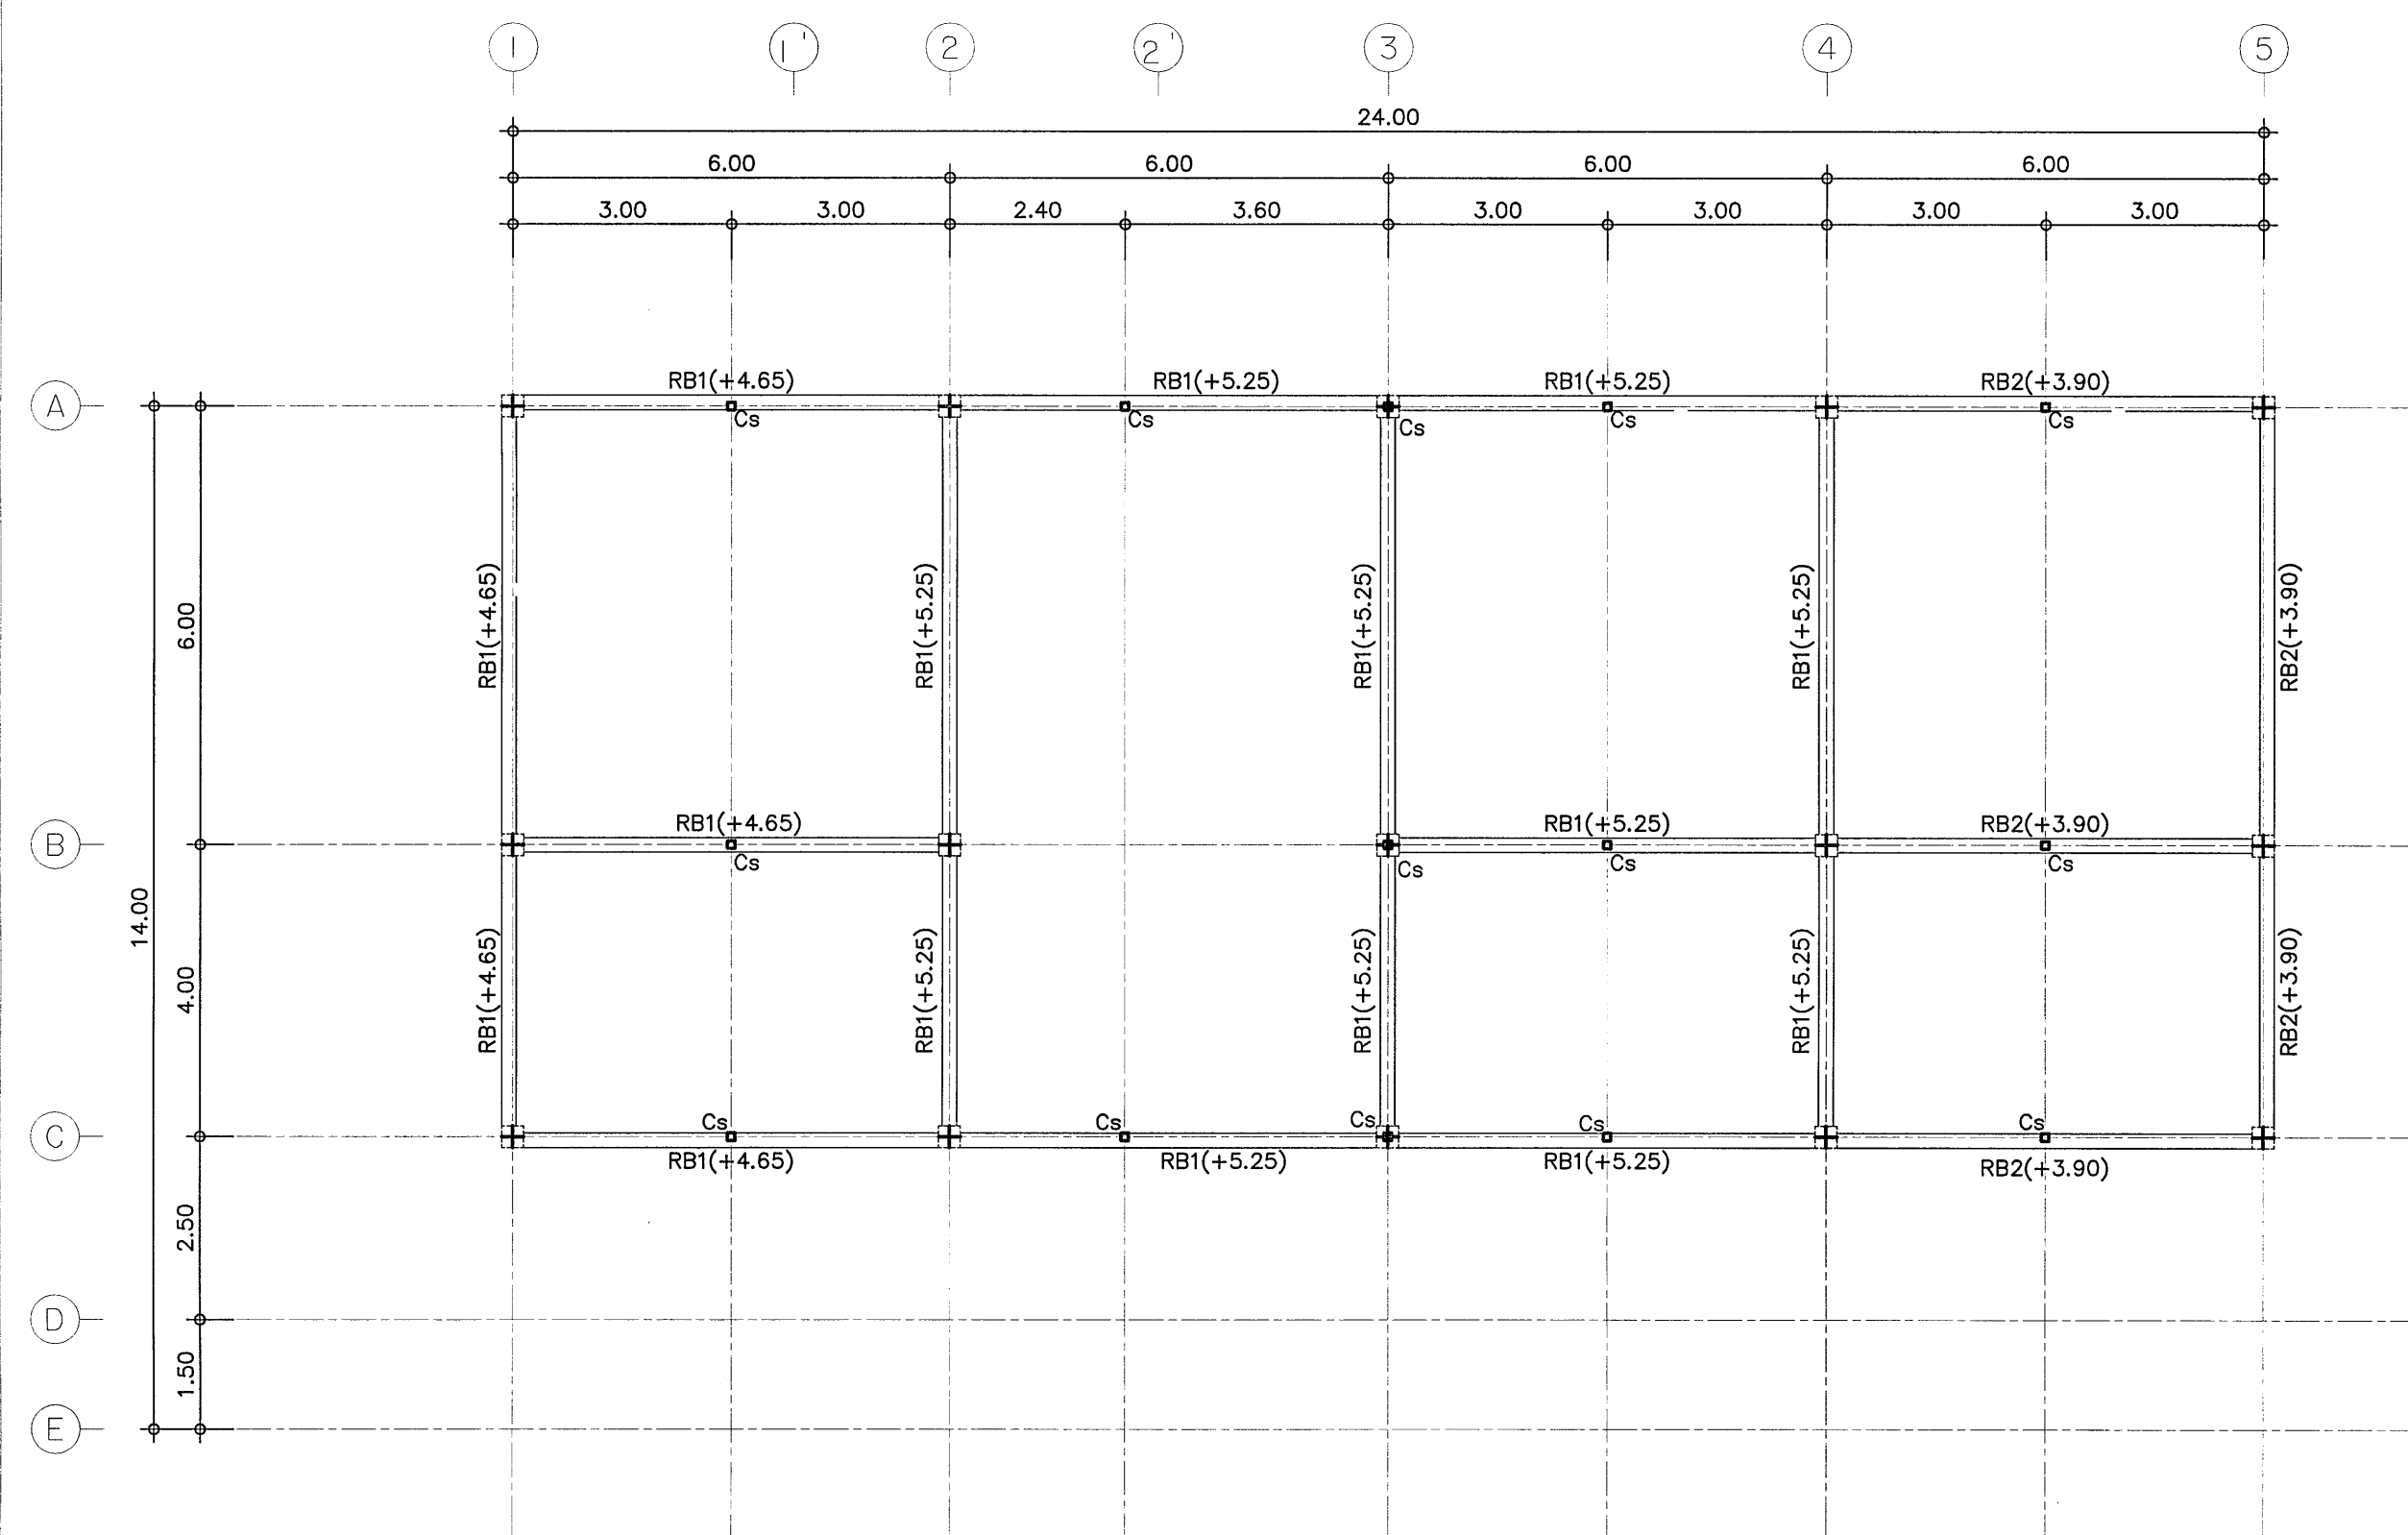 1 1' 2 2' 3 4 5
24.00
6.00 6.00 6.00 6.00
3.00 3.00 2.40 3.60 3.00 3.00 3.00 3.00
RB1(+4.65) RB1(+5.25) RB1(+5.25) RB2(+3.90)
A
Cs Cs Cs Cs Cs
6.00 RB1(+4.65) RB1(+5.25) RB1(+5.25) RB1(+5.25) RB2(+3.90)
RB1(+4.65) RB1(+5.25) RB2(+3.90)
B
Cs Cs Cs Cs
14.00
4.00 RB1(+4.65) RB1(+5.25) RB1(+5.25) RB1(+5.25) RB2(+3.90)
Cs Cs Cs Cs Cs
C
RB1(+4.65) RB1(+5.25) RB1(+5.25) RB2(+3.90)
2.50
D
1.50
E